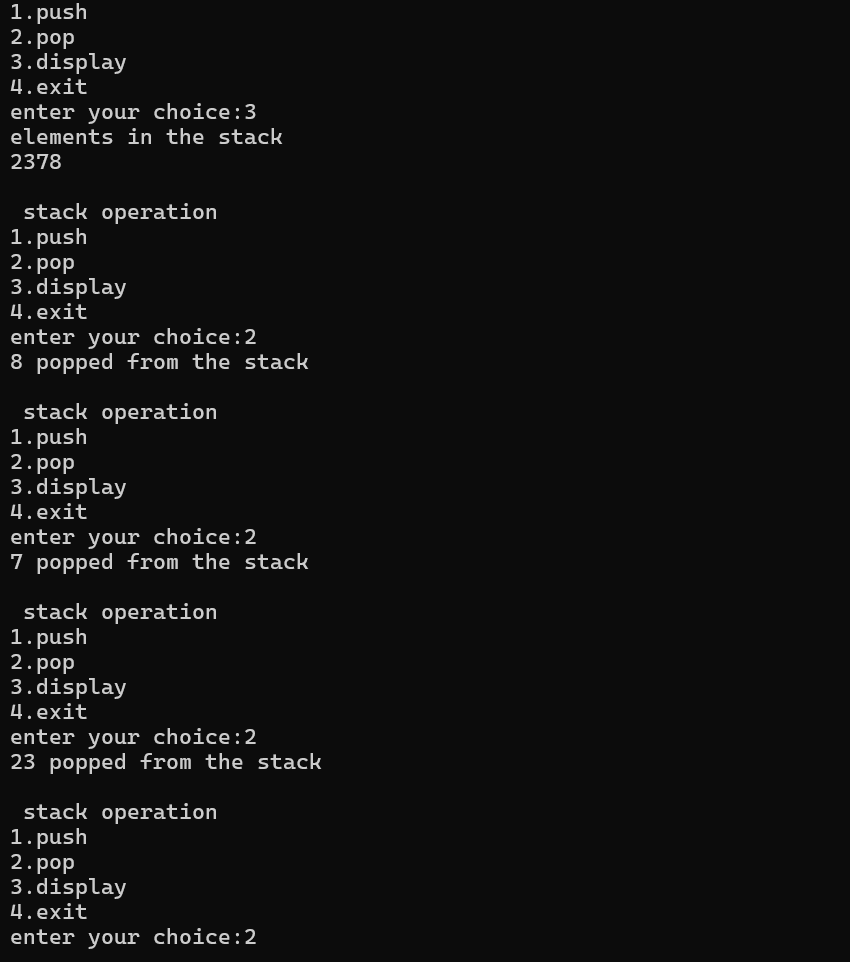 1.push
2.pop
3.display
4.exit
enter your choice:3
elements in the stack
2378
stack operation
1.push
2.pop
3.display
4.exit
enter your choice:2
8 popped from the stack
stack operation
1.push
2.pop
3.display
4.exit
enter your choice:2
7 popped from the stack
stack operation
1.push
2.pop
3.display
4.exit
enter your choice:2
23 popped from the stack
stack operation
1.push
2.pop
3.display
4.exit
enter your choice:2